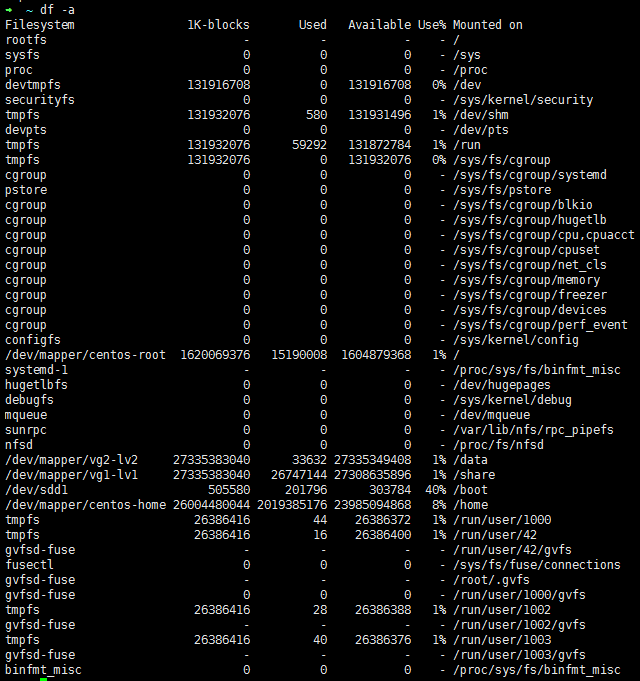 ➜  ~ df -a
Filesystem 1K-blocks Used Available Use% Mounted on
rootfs - - - - /
sysfs 0 0 0 - /sys
proc 0 0 0 - /proc
devtmpfs 131916708 0 131916708 0% /dev
securityfs 0 0 0 - /sys/kernel/security
tmpfs 131932076 580 131931496 1% /dev/shm
devpts 0 0 0 - /dev/pts
tmpfs 131932076 59292 131872784 1% /run
tmpfs 131932076 0 131932076 0% /sys/fs/cgroup
cgroup 0 0 0 - /sys/fs/cgroup/systemd
pstore 0 0 0 - /sys/fs/pstore
cgroup 0 0 0 - /sys/fs/cgroup/blkio
cgroup 0 0 0 - /sys/fs/cgroup/hugetlb
cgroup 0 0 0 - /sys/fs/cgroup/cpu,cpuacct
cgroup 0 0 0 - /sys/fs/cgroup/cpuset
cgroup 0 0 0 - /sys/fs/cgroup/net_cls
cgroup 0 0 0 - /sys/fs/cgroup/memory
cgroup 0 0 0 - /sys/fs/cgroup/freezer
cgroup 0 0 0 - /sys/fs/cgroup/devices
cgroup 0 0 0 - /sys/fs/cgroup/perf_event
configfs 0 0 0 - /sys/kernel/config
/dev/mapper/centos-root 1620069376 15190008 1604879368 1% /
systemd-1 - - - - /proc/sys/fs/binfmt_misc
hugetlbfs 0 0 0 - /dev/hugepages
debugfs 0 0 0 - /sys/kernel/debug
mqueue 0 0 0 - /dev/mqueue
sunrpc 0 0 0 - /var/lib/nfs/rpc_pipefs
nfsd 0 0 0 - /proc/fs/nfsd
/dev/mapper/vg2-lv2 27335383040 33632 27335349408 1% /data
/dev/mapper/vg1-lv1 27335383040 26747144 27308635896 1% /share
/dev/sdd1 505580 201796 303784 40% /boot
/dev/mapper/centos-home 26004480044 2019385176 23985094868 8% /home
tmpfs 26386416 44 26386372 1% /run/user/1000
tmpfs 26386416 16 26386400 1% /run/user/42
gvfsd-fuse - - - - /run/user/42/gvfs
fusectl 0 0 0 - /sys/fs/fuse/connections
gvfsd-fuse - - - - /root/.gvfs
gvfsd-fuse 0 0 0 - /run/user/1000/gvfs
tmpfs 26386416 28 26386388 1% /run/user/1002
gvfsd-fuse - - - - /run/user/1002/gvfs
tmpfs 26386416 40 26386376 1% /run/user/1003
gvfsd-fuse - - - - /run/user/1003/gvfs
binfmt_misc 0 0 0 - /proc/sys/fs/binfmt_misc